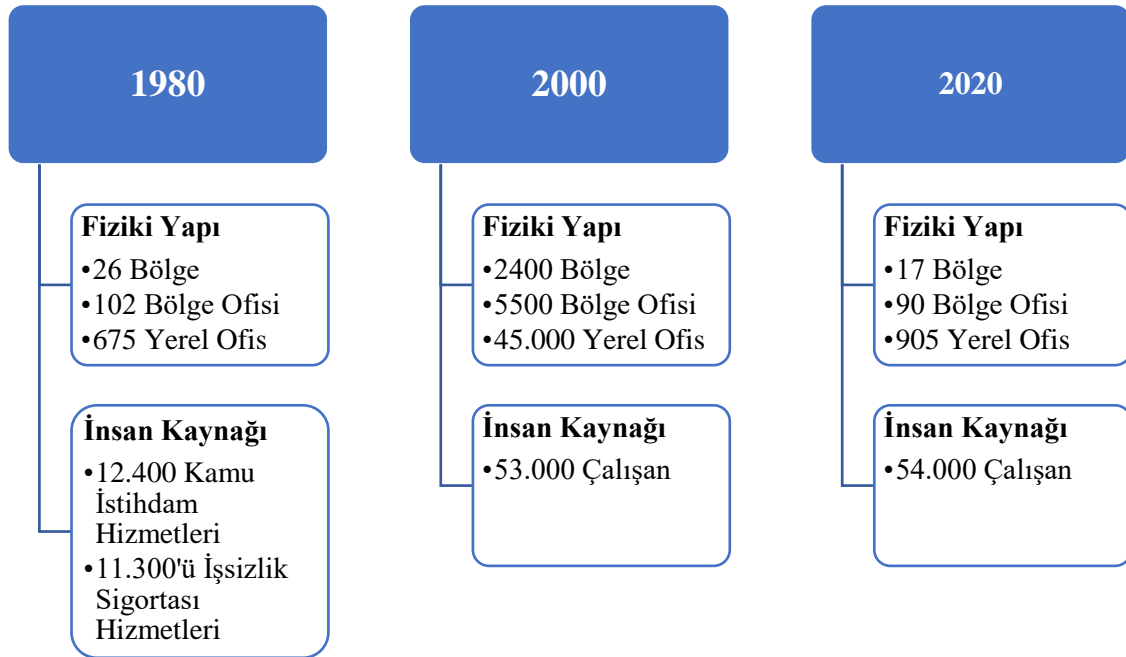 1980
Fiziki Yapı
•26 Bölge
•102 Bölge Ofisi
•675 Yerel Ofis
İnsan Kaynağı
•12.400 Kamu
İstihdam
Hizmetleri
•11.300'ü İşsizlik
Sigortası
Hizmetleri
2000
Fiziki Yapı
•2400 Bölge
•5500 Bölge Ofisi
•45.000 Yerel Ofis
İnsan Kaynağı
•53.000 Çalışan
2020
Fiziki Yapı
•17 Bölge
•90 Bölge Ofisi
•905 Yerel Ofis
İnsan Kaynağı
•54.000 Çalışan